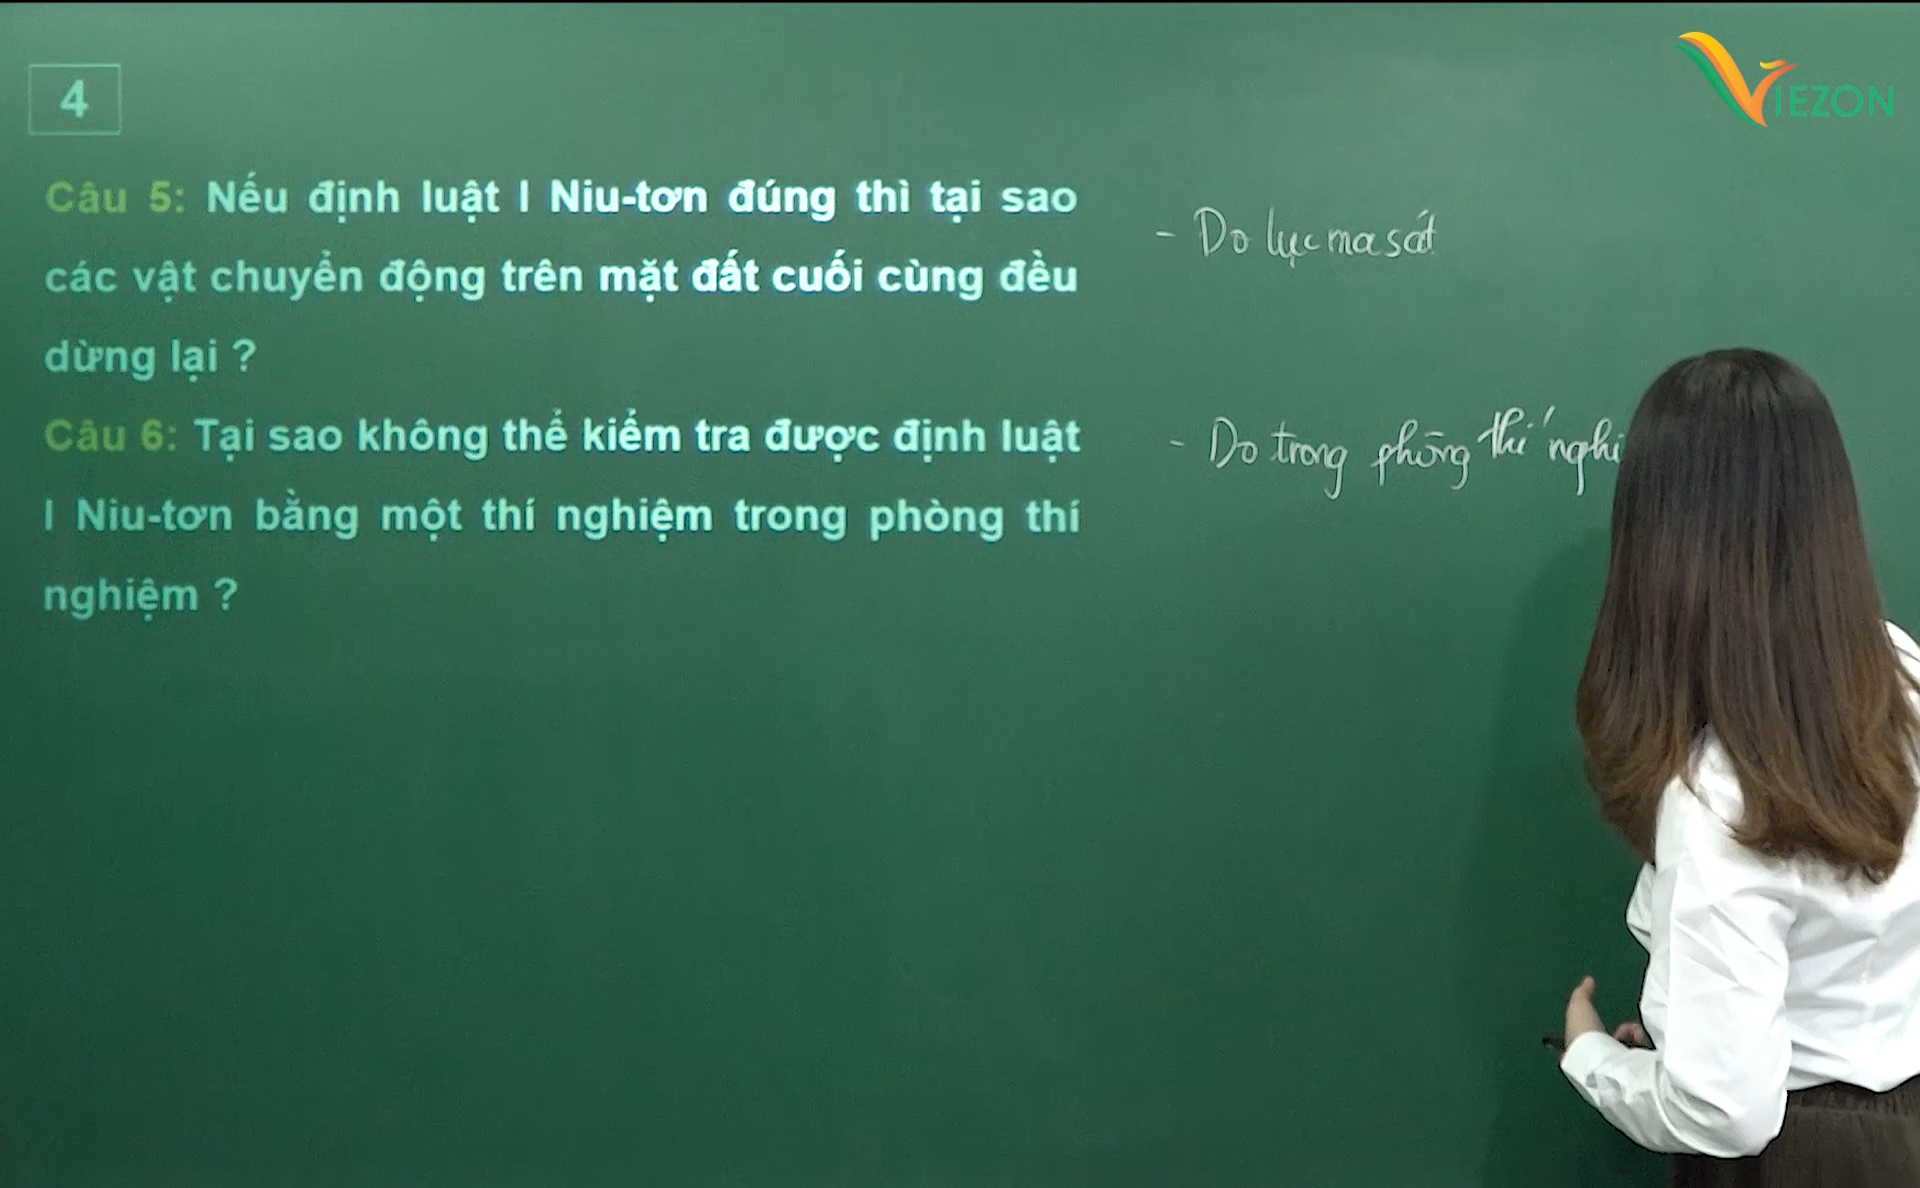 VIEZON
4
Câu 5: Nếu định luật I Niu-tơn đúng thì tại sao
các vật chuyển động trên mặt đất cuối cùng đều
dừng lại ?
- Do lực ma sát
Câu 6: Tại sao không thể kiểm tra được định luật
I Niu-tơn bằng một thí nghiệm trong phòng thí
nghiệm ?
- Do trong phòng thí nghi